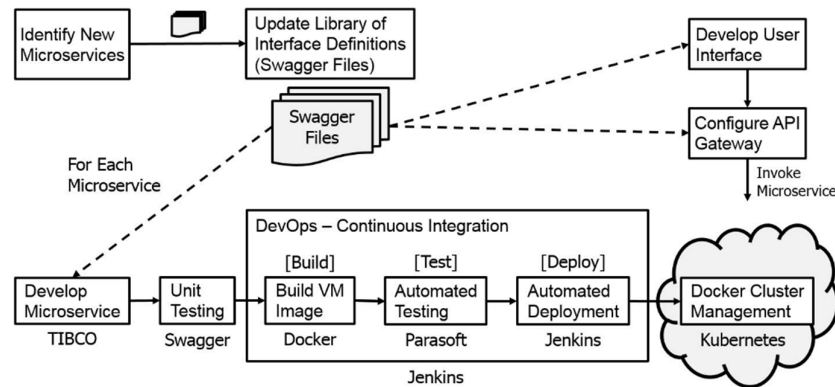 Identify New
Microservices
Update Library of
Interface Definitions
(Swagger Files)
Develop User
Interface
Swagger
Files
Configure API
Gateway
For Each
Microservice
Invoke
Microservice
DevOps – Continuous Integration
[Build]
[Test]
[Deploy]
Develop
Microservice
Unit
Testing
Build VM
Image
Automated
Testing
Automated
Deployment
Docker Cluster
Management
TIBCO
Swagger
Docker
Parasoft
Jenkins
Kubernetes
Jenkins